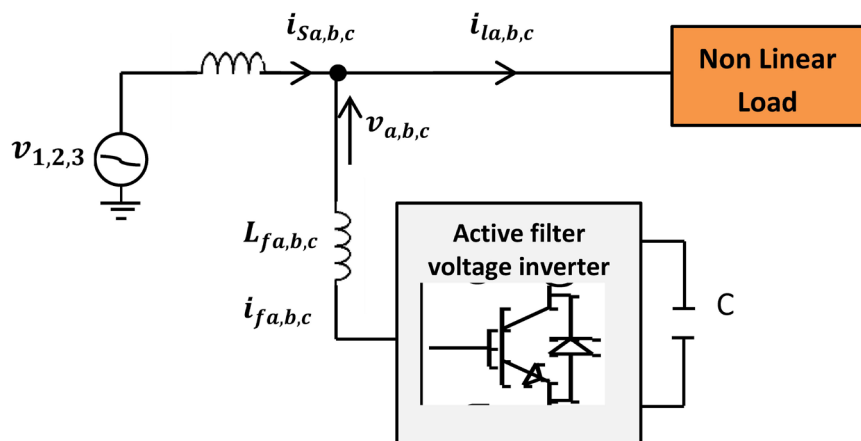 i_{Sa,b,c}
i_{la,b,c}
Non Linear
Load
v_{a,b,c}
v_{1,2,3}
L_{fa,b,c}
Active filter
voltage inverter
i_{fa,b,c}
C